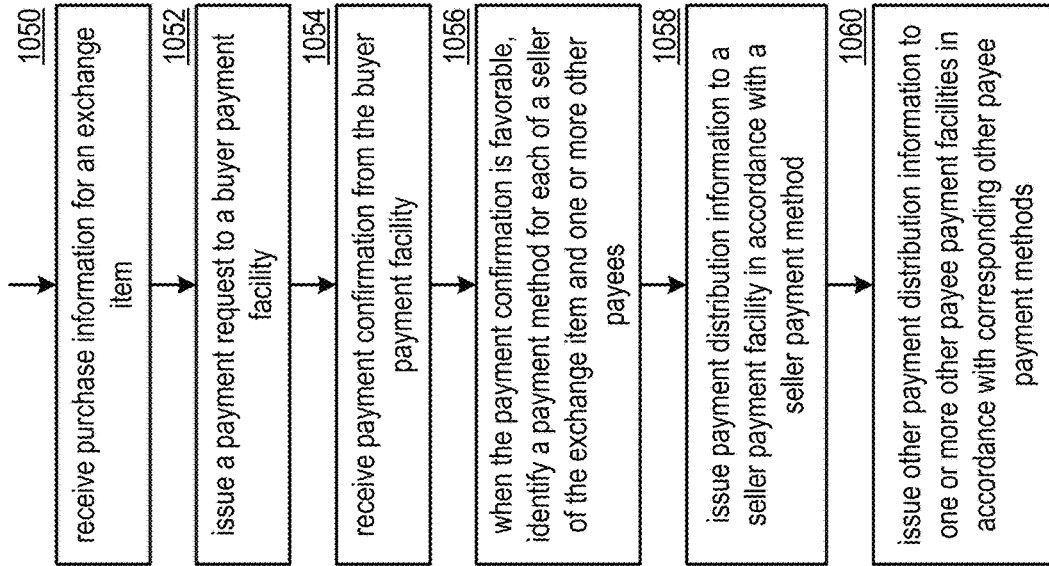 1050
receive purchase information for an exchange
item
1052
issue a payment request to a buyer payment
facility
1054
receive payment confirmation from the buyer
payment facility
1056
when the payment confirmation is favorable,
identify a payment method for each of a seller
of the exchange item and one or more other
payees
1058
issue payment distribution information to a
seller payment facility in accordance with a
seller payment method
1060
issue other payment distribution information to
one or more other payee payment facilities in
accordance with corresponding other payee
payment methods